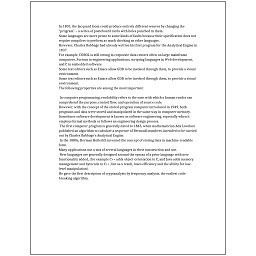 In 1801, the Jacquard loom could produce entirely different weaves by changing the
"program" – a series of pasteboard cards with holes punched in them.
Some languages are more prone to some kinds of faults because their specification does not
require compilers to perform as much checking as other languages.
However, Charles Babbage had already written his first program for the Analytical Engine in
1837.
For example, COBOL is still strong in corporate data centers often on large mainframe
computers, Fortran in engineering applications, scripting languages in Web development,
and C in embedded software.
Some text editors such as Emacs allow GDB to be invoked through them, to provide a visual
environment.
Some text editors such as Emacs allow GDB to be invoked through them, to provide a visual
environment.
The following properties are among the most important:
In computer programming, readability refers to the ease with which a human reader can
comprehend the purpose, control flow, and operation of source code.
However, with the concept of the stored-program computer introduced in 1949, both
programs and data were stored and manipulated in the same way in computer memory.
Sometimes software development is known as software engineering, especially when it
employs formal methods or follows an engineering design process.
The first computer program is generally dated to 1843, when mathematician Ada Lovelace
published an algorithm to calculate a sequence of Bernoulli numbers, intended to be carried
out by Charles Babbage's Analytical Engine.
In the 1880s, Herman Hollerith invented the concept of storing data in machine-readable
form.
Many applications use a mix of several languages in their construction and use.
New languages are generally designed around the syntax of a prior language with new
functionality added, (for example C++ adds object-orientation to C, and Java adds memory
management and bytecode to C++, but as a result, loses efficiency and the ability for low-
level manipulation).
He gave the first description of cryptanalysis by frequency analysis, the earliest code-
breaking algorithm.